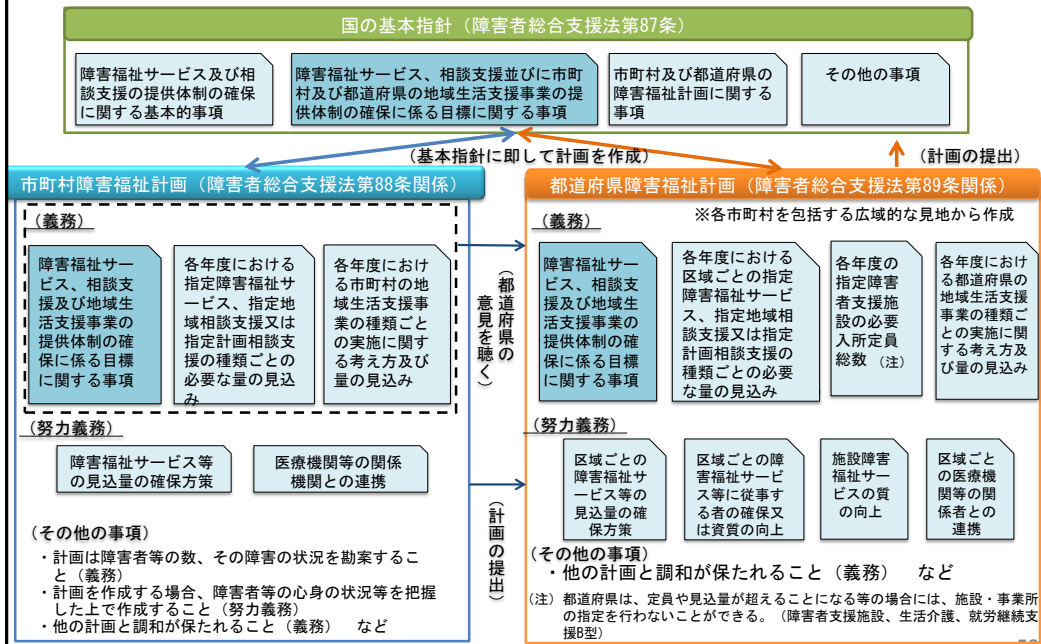 国の基本指針（障害者総合支援法第87条）
障害福祉サービス及び相
談支援の提供体制の確保
に関する基本的事項
障害福祉サービス、相談支援並びに市町
村及び都道府県の地域生活支援事業の提
供体制の確保に係る目標に関する事項
市町村及び都道府県の
障害福祉計画に関する
事項
その他の事項
（基本指針に即して計画を作成）
（計画の提出）
市町村障害福祉計画（障害者総合支援法第88条関係）
（義務）
障害福祉サー
ビス、相談支
援及び地域生
活支援事業の
提供体制の確
保に係る目標
に関する事項
各年度における
指定障害福祉サー
ビス、指定地
域相談支援又は
指定計画相談支
援の種類ごとの
必要な量の見込
み
各年度におけ
る市町村の地
域生活支援事
業の種類ごと
の実施に関す
る考え方及び
量の見込み
（努力義務）
障害福祉サービス等
の見込量の確保方策
医療機関等の関係
機関との連携
（その他の事項）
・計画は障害者等の数、その障害の状況を勘案するこ
と（義務）
・計画を作成する場合、障害者等の心身の状況等を把握
した上で作成すること（努力義務）
・他の計画と調和が保たれること（義務）　など
（都道府県の
意見を聴く）
（計画の提出）
都道府県障害福祉計画（障害者総合支援法第89条関係）
※各市町村を包括する広域的な見地から作成
（義務）
障害福祉サー
ビス、相談支
援及び地域生
活支援事業の
提供体制の確
保に係る目標
に関する事項
各年度における
区域ごとの指定
障害福祉サービ
ス、指定地域相
談支援又は指定
計画相談支援の
種類ごとの必要
な量の見込み
各年度の
指定障害
者支援施
設の必要
入所定員
総数（注）
各年度におけ
る都道府県の
地域生活支援
事業の種類ご
との実施に関
する考え方及
び量の見込み
（努力義務）
区域ごとの
障害福祉サ
ービス等の
見込量の確
保方策
区域ごとの障
害福祉サービ
ス等に従事す
る者の確保又
は資質の向上
施設障害
福祉サー
ビスの質
の向上
区域ごと
の医療機
関等の関
係者との
連携
（その他の事項）
・他の計画と調和が保たれること（義務）　など
（注）都道府県は、定員や見込量が超えることになる等の場合には、施設・事業所
の指定を行わないことができる。（障害者支援施設、生活介護、就労継続支
援B型）